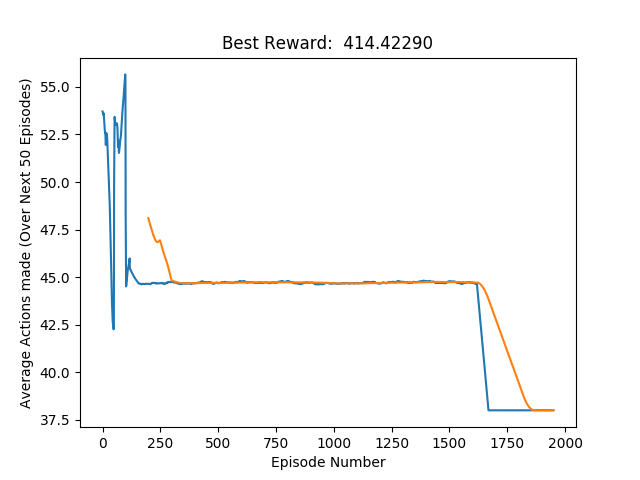 Best Reward:  414.42290
Average Actions made (Over Next 50 Episodes)
55.0
52.5
50.0
47.5
45.0
42.5
40.0
37.5
0 250 500 750 1000 1250 1500 1750 2000
Episode Number